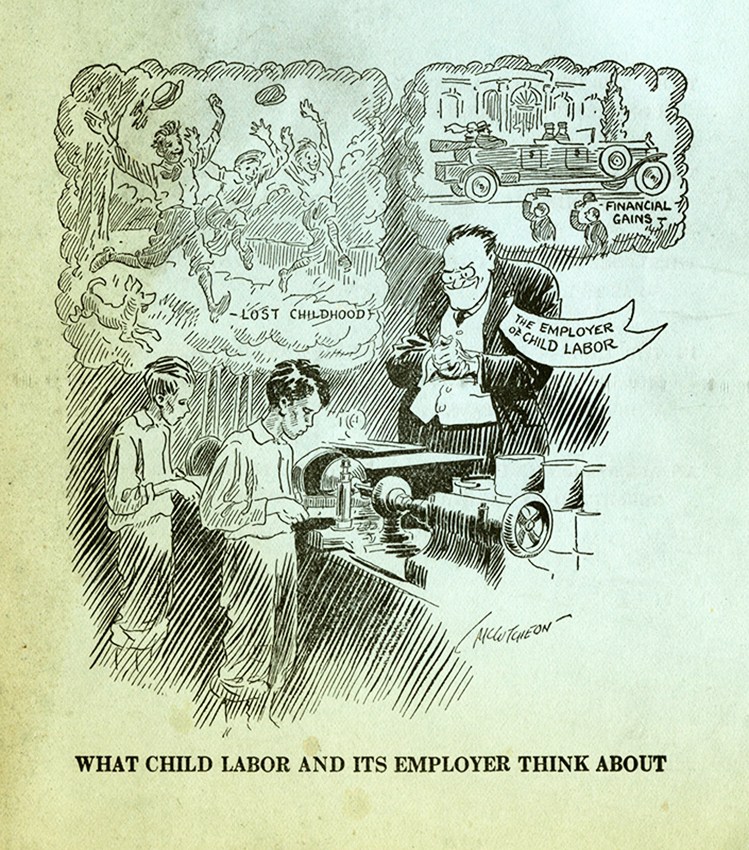 - FINANCIAL
GAINS -
- LOST CHILDHOOD -
THE EMPLOYER
OF CHILD LABOR
McCUTCHEON
WHAT CHILD LABOR AND ITS EMPLOYER THINK ABOUT